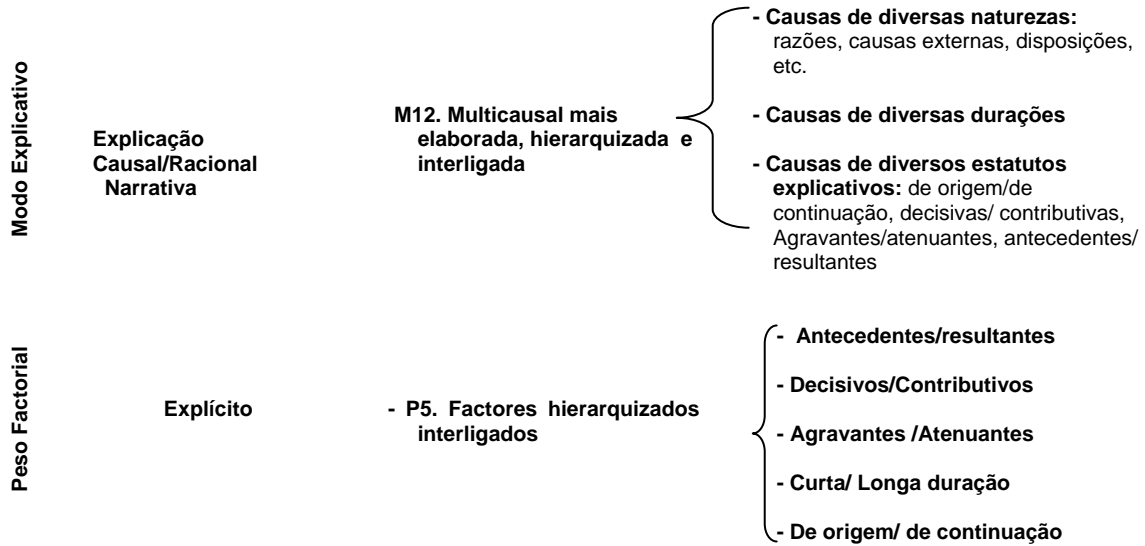 Modo Explicativo
Explicação
Causal/Racional
Narrativa
M12. Multicausal mais
elaborada, hierarquizada e
interligada
- Causas de diversas naturezas:
razões, causas externas, disposições,
etc.
- Causas de diversas durações
- Causas de diversos estatutos
explicativos: de origem/de
continuação, decisivas/ contributivas,
Agravantes/atenuantes, antecedentes/
resultantes
Peso Factorial
Explícito
- P5. Factores hierarquizados
interligados
- Antecedentes/resultantes
- Decisivos/Contributivos
- Agravantes /Atenuantes
- Curta/ Longa duração
- De origem/ de continuação